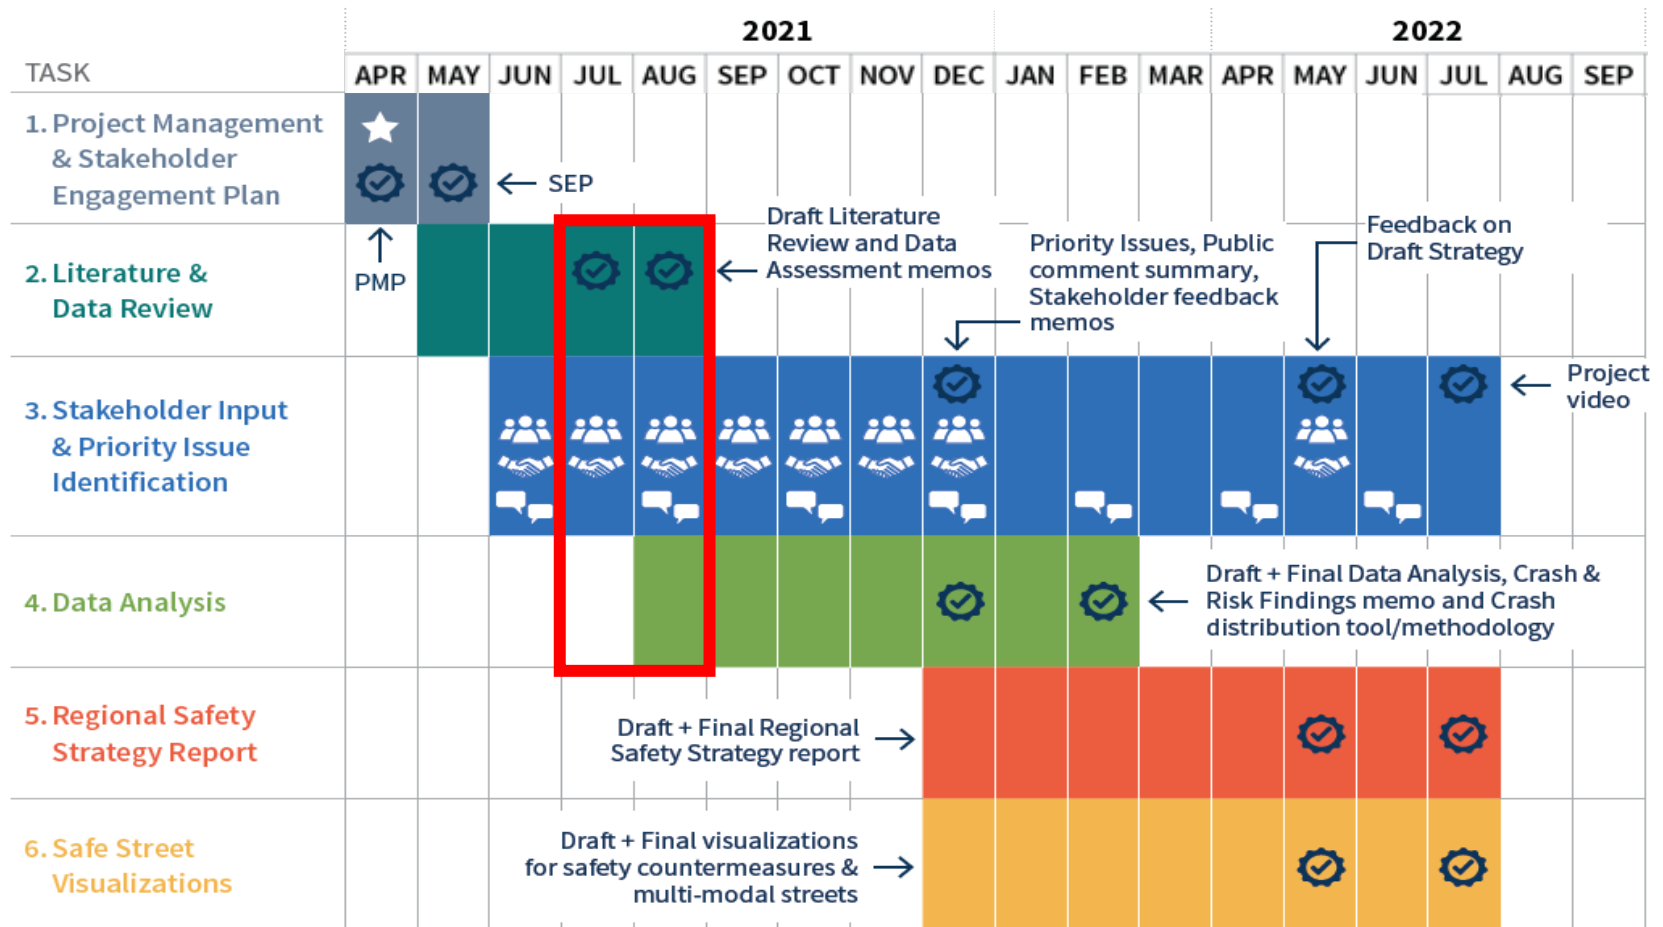 2021
2022
TASK
APR MAY JUN JUL AUG SEP OCT NOV DEC JAN FEB MAR APR MAY JUN JUL AUG SEP
1. Project Management
& Stakeholder
Engagement Plan
SEP
PMP
2. Literature &
Data Review
Draft Literature
Review and Data
Assessment memos
Priority Issues, Public
comment summary,
Stakeholder feedback
memos
Feedback on
Draft Strategy
3. Stakeholder Input
& Priority Issue
Identification
Project
video
4. Data Analysis
Draft + Final Data Analysis, Crash &
Risk Findings memo and Crash
distribution tool/methodology
5. Regional Safety
Strategy Report
Draft + Final Regional
Safety Strategy report
6. Safe Street
Visualizations
Draft + Final visualizations
for safety countermeasures &
multi-modal streets